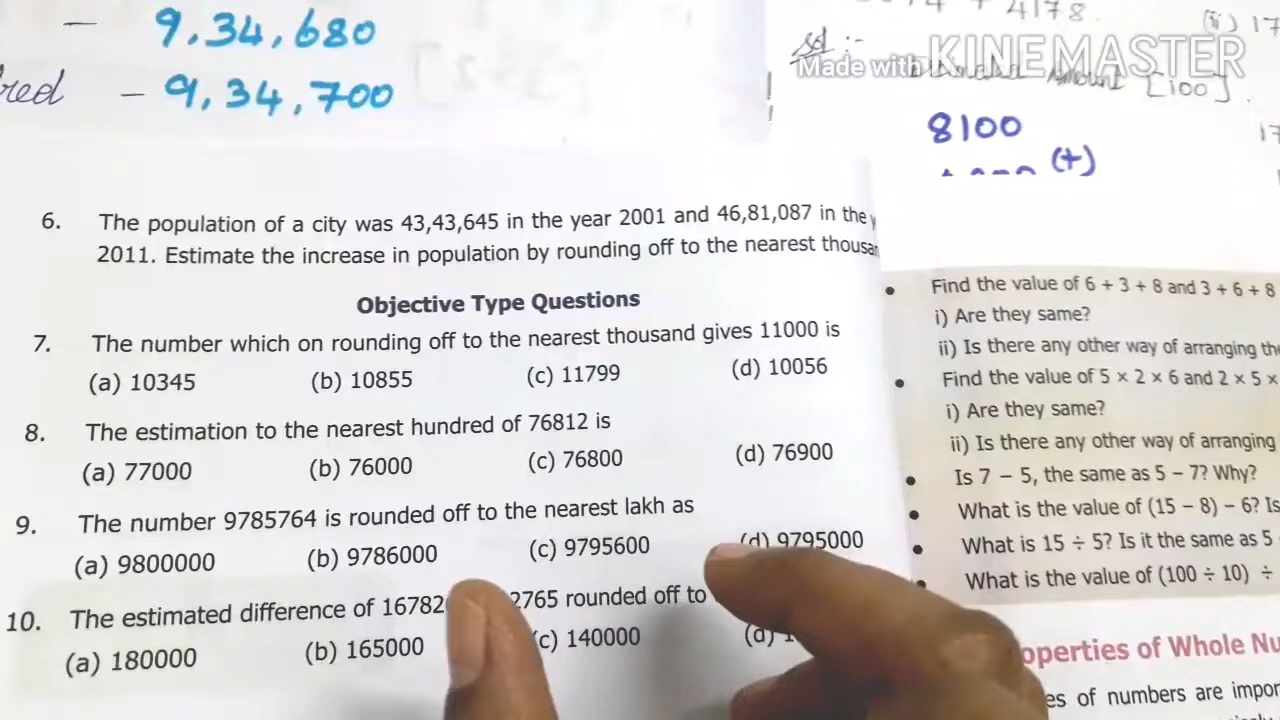 9,34,680
– 9,34,700
Made with KINEMASTER
Amount [100]
8100
(+)
6. The population of a city was 43,43,645 in the year 2001 and 46,81,087 in the
2011. Estimate the increase in population by rounding off to the nearest
Objective Type Questions
7. The number which on rounding off to the nearest thousand gives 11000 is
(a) 10345 (b) 10855 (c) 11799 (d) 10056
8. The estimation to the nearest hundred of 76812 is
(a) 77000 (b) 76000 (c) 76800 (d) 76900
9. The number 9785764 is rounded off to the nearest lakh as
(a) 9800000 (b) 9786000 (c) 9795600 (d) 9795000
10. The estimated difference of 16782 2765 rounded off to
(a) 180000 (b) 165000 (c) 140000 (d)
• Find the value of 6 + 3 + 8 and 3 + 6 + 8
i) Are they same?
ii) Is there any other way of arranging
• Find the value of 5 × 2 × 6 and 2 × 5 ×
i) Are they same?
ii) Is there any other way of arranging
• Is 7 – 5, the same as 5 – 7? Why?
• What is the value of (15 – 8) – 6?
• What is 15 ÷ 5? Is it the same as 5
• What is the value of (100 ÷ 10) ÷
of Whole
of numbers are